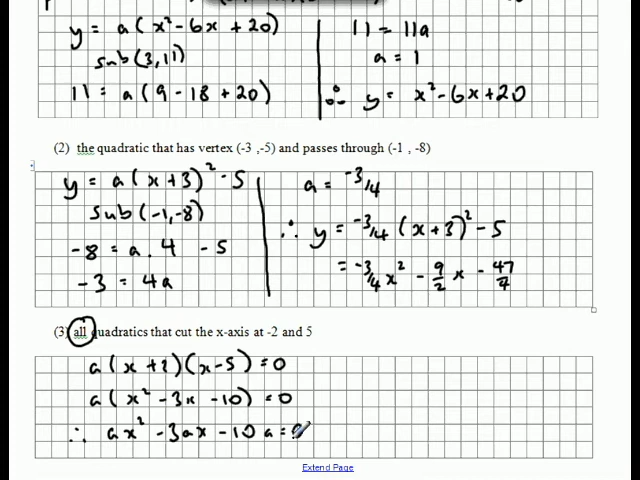 y = a(x² - 6x + 20)
sub(3,11)
11 = a(9 - 18 + 20)
11 = 11a
a = 1
∴ y = x² - 6x + 20
(2) the quadratic that has vertex (-3 ,-5) and passes through (-1 , -8)
y = a(x+3)² - 5
sub(-1,-8)
-8 = a.4 - 5
-3 = 4a
a = -3/4
∴ y = -3/4 (x+3)² - 5
= -3/4 x² - 9/2 x - 47/4
(3) all quadratics that cut the x-axis at -2 and 5
a(x+2)(x-5) = 0
a(x² - 3x - 10) = 0
∴ ax² - 3ax - 10a = 0
Extend Page